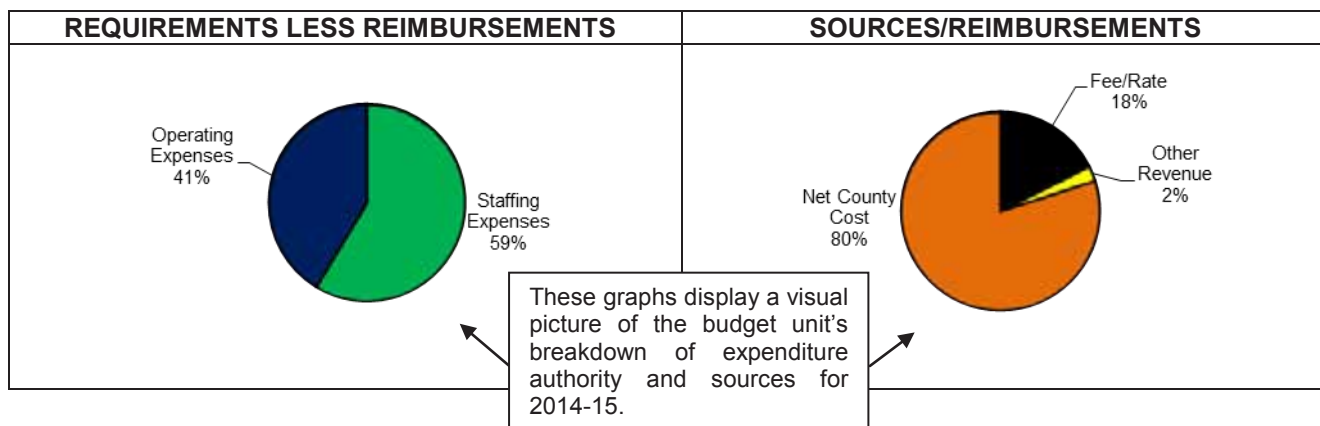 REQUIREMENTS LESS REIMBURSEMENTS
SOURCES/REIMBURSEMENTS
Operating
Expenses
41%
Staffing
Expenses
59%
Fee/Rate
18%
Other
Revenue
2%
Net County
Cost
80%
These graphs display a visual
picture of the budget unit's
breakdown of expenditure
authority and sources for
2014-15.